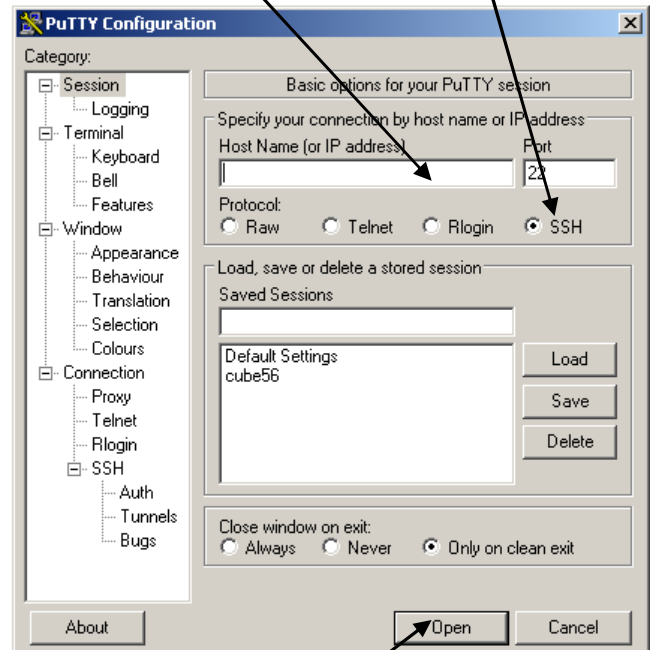 PuTTY Configuration
Category:
Session
Logging
Terminal
Keyboard
Bell
Features
Window
Appearance
Behaviour
Translation
Selection
Colours
Connection
Proxy
Telnet
Rlogin
SSH
Auth
Tunnels
Bugs
Basic options for your PuTTY session
Specify your connection by host name or IP address
Host Name (or IP address) Port
22
Protocol:
Raw Telnet Rlogin SSH
Load, save or delete a stored session
Saved Sessions
Default Settings
cube56
Load
Save
Delete
Close window on exit:
Always Never Only on clean exit
About Open Cancel